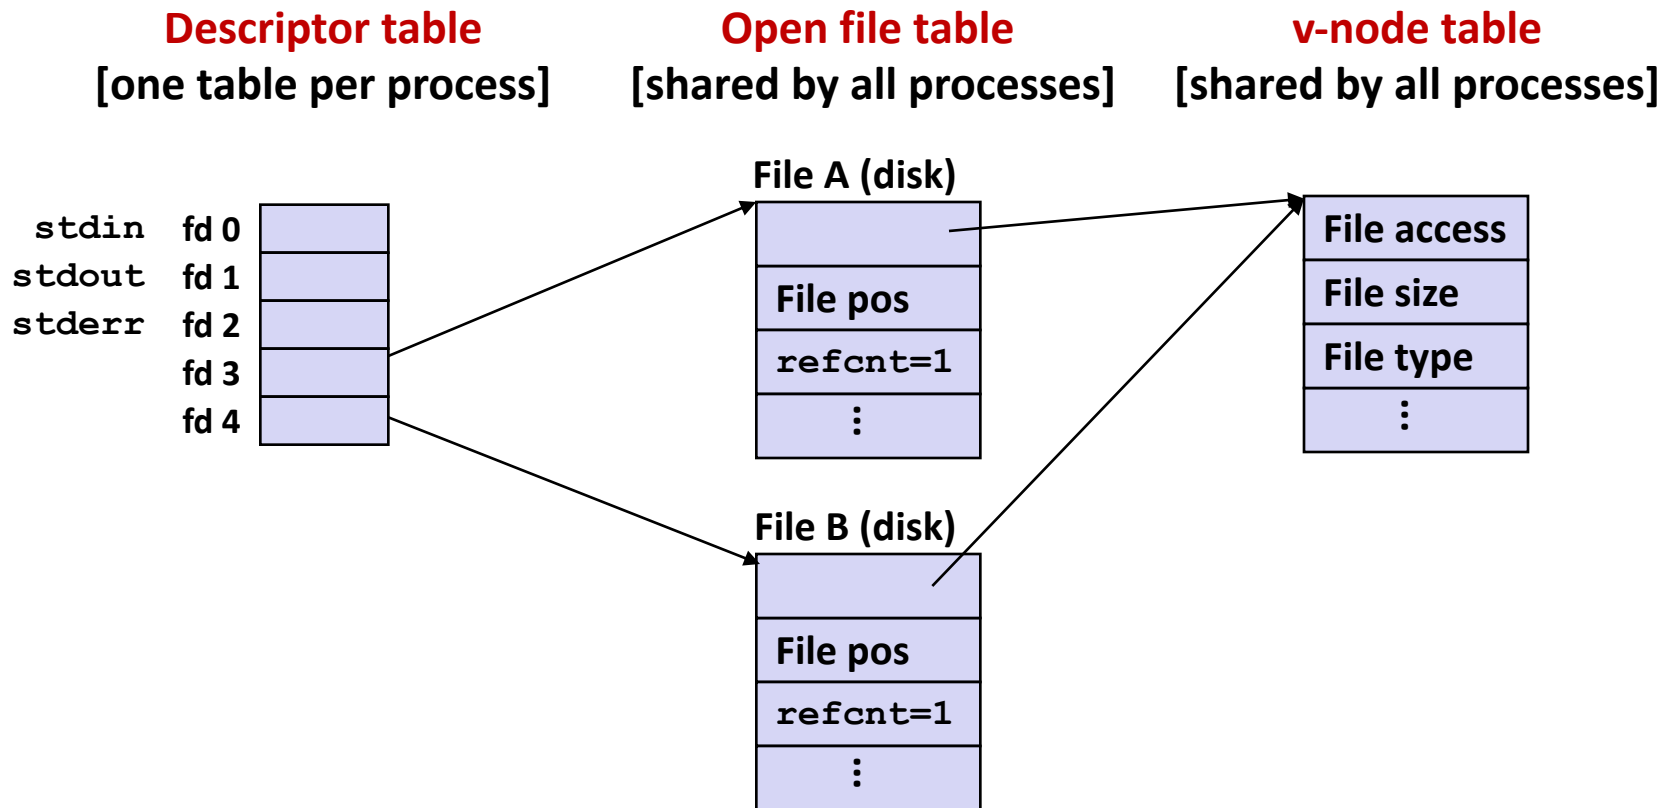 Descriptor table
[one table per process]
Open file table
[shared by all processes]
v-node table
[shared by all processes]
stdin fd 0
stdout fd 1
stderr fd 2
fd 3
fd 4
File A (disk)
File pos
refcnt=1
⋮
File B (disk)
File pos
refcnt=1
⋮
File access
File size
File type
⋮